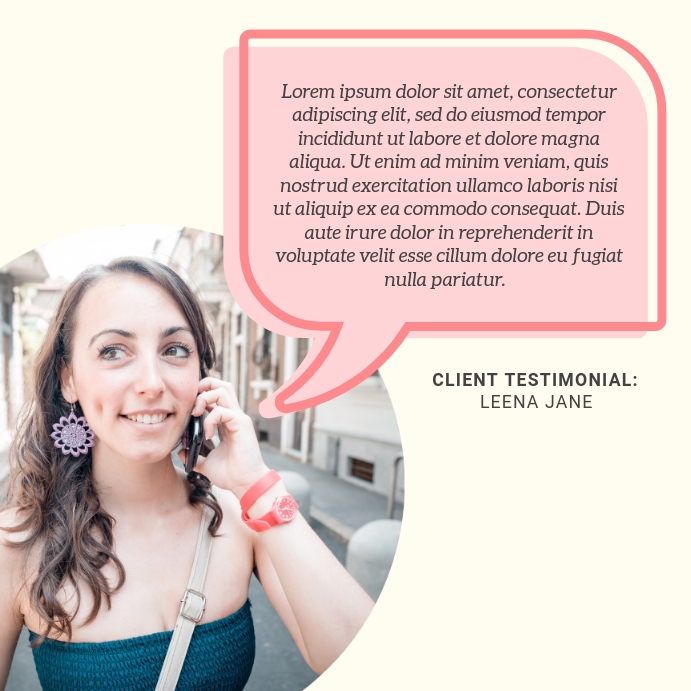 Lorem ipsum dolor sit amet, consectetur
adipiscing elit, sed do eiusmod tempor
incididunt ut labore et dolore magna
aliqua. Ut enim ad minim veniam, quis
nostrud exercitation ullamco laboris nisi
ut aliquip ex ea commodo consequat. Duis
aute irure dolor in reprehenderit in
voluptate velit esse cillum dolore eu fugiat
nulla pariatur.
CLIENT TESTIMONIAL:
LEENA JANE